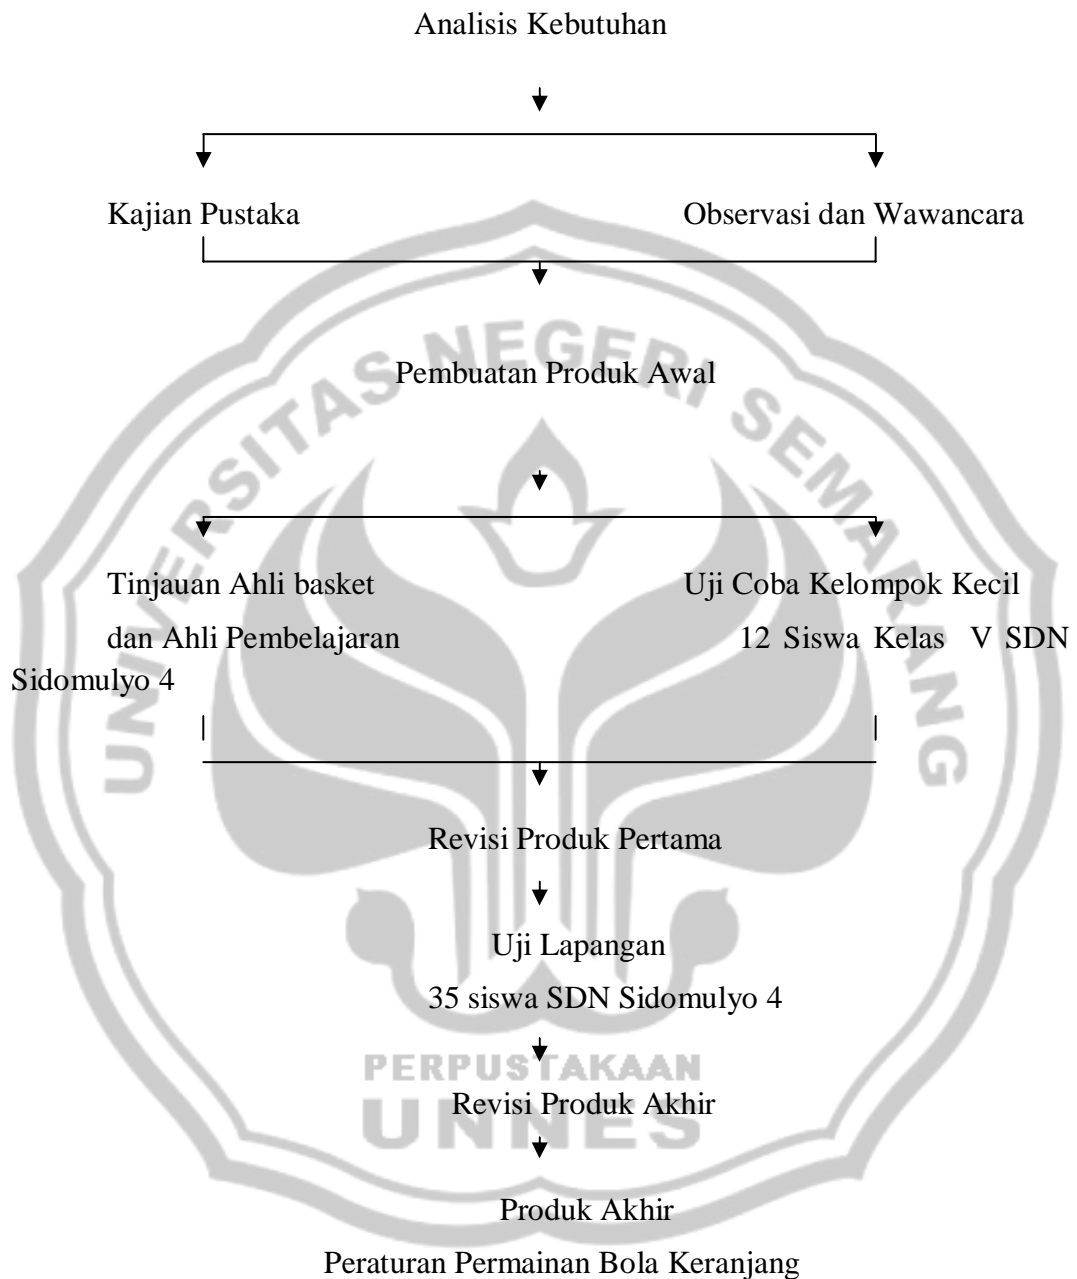 Analisis Kebutuhan
Kajian Pustaka
Observasi dan Wawancara
Pembuatan Produk Awal
Tinjauan Ahli basket
Uji Coba Kelompok Kecil
dan Ahli Pembelajaran
12 Siswa Kelas V SDN
Sidomulyo 4
Revisi Produk Pertama
Uji Lapangan
35 siswa SDN Sidomulyo 4
Revisi Produk Akhir
Produk Akhir
Peraturan Permainan Bola Keranjang
UNIVERSITAS NEGERI SEMARANG
PERPUSTAKAAN
UNNES